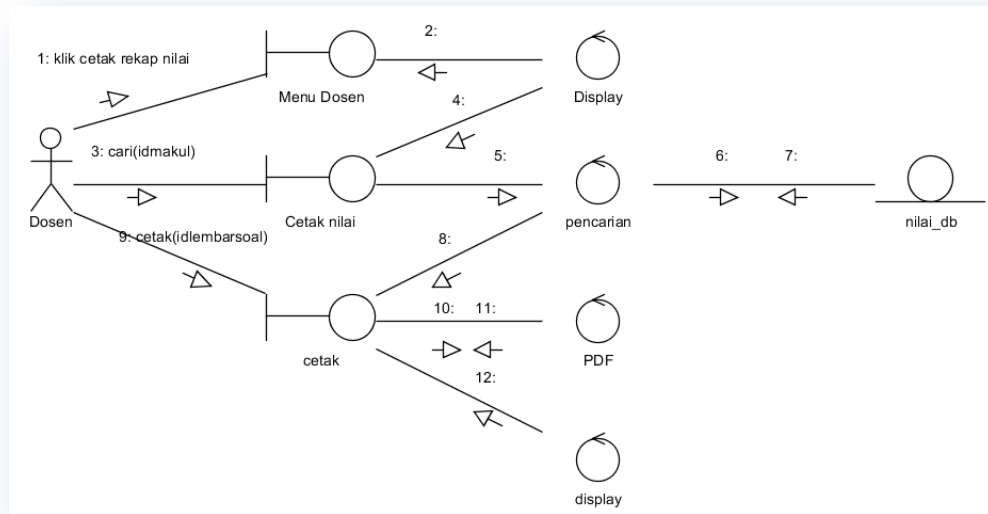 1: klik cetak rekap nilai
2:
Menu Dosen
Display
4:
3: cari(idmakul)
5:
6:
7:
Dosen
Cetak nilai
pencarian
nilai_db
9: cetak(idlembarsoal)
8:
10:
11:
cetak
PDF
12:
display